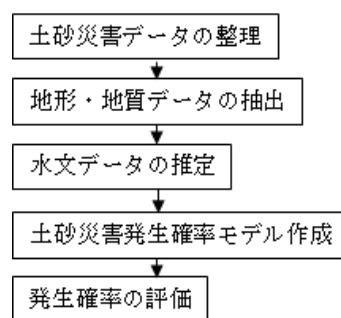 土砂災害データの整理
地形・地質データの抽出
水文データの推定
土砂災害発生確率モデル作成
発生確率の評価